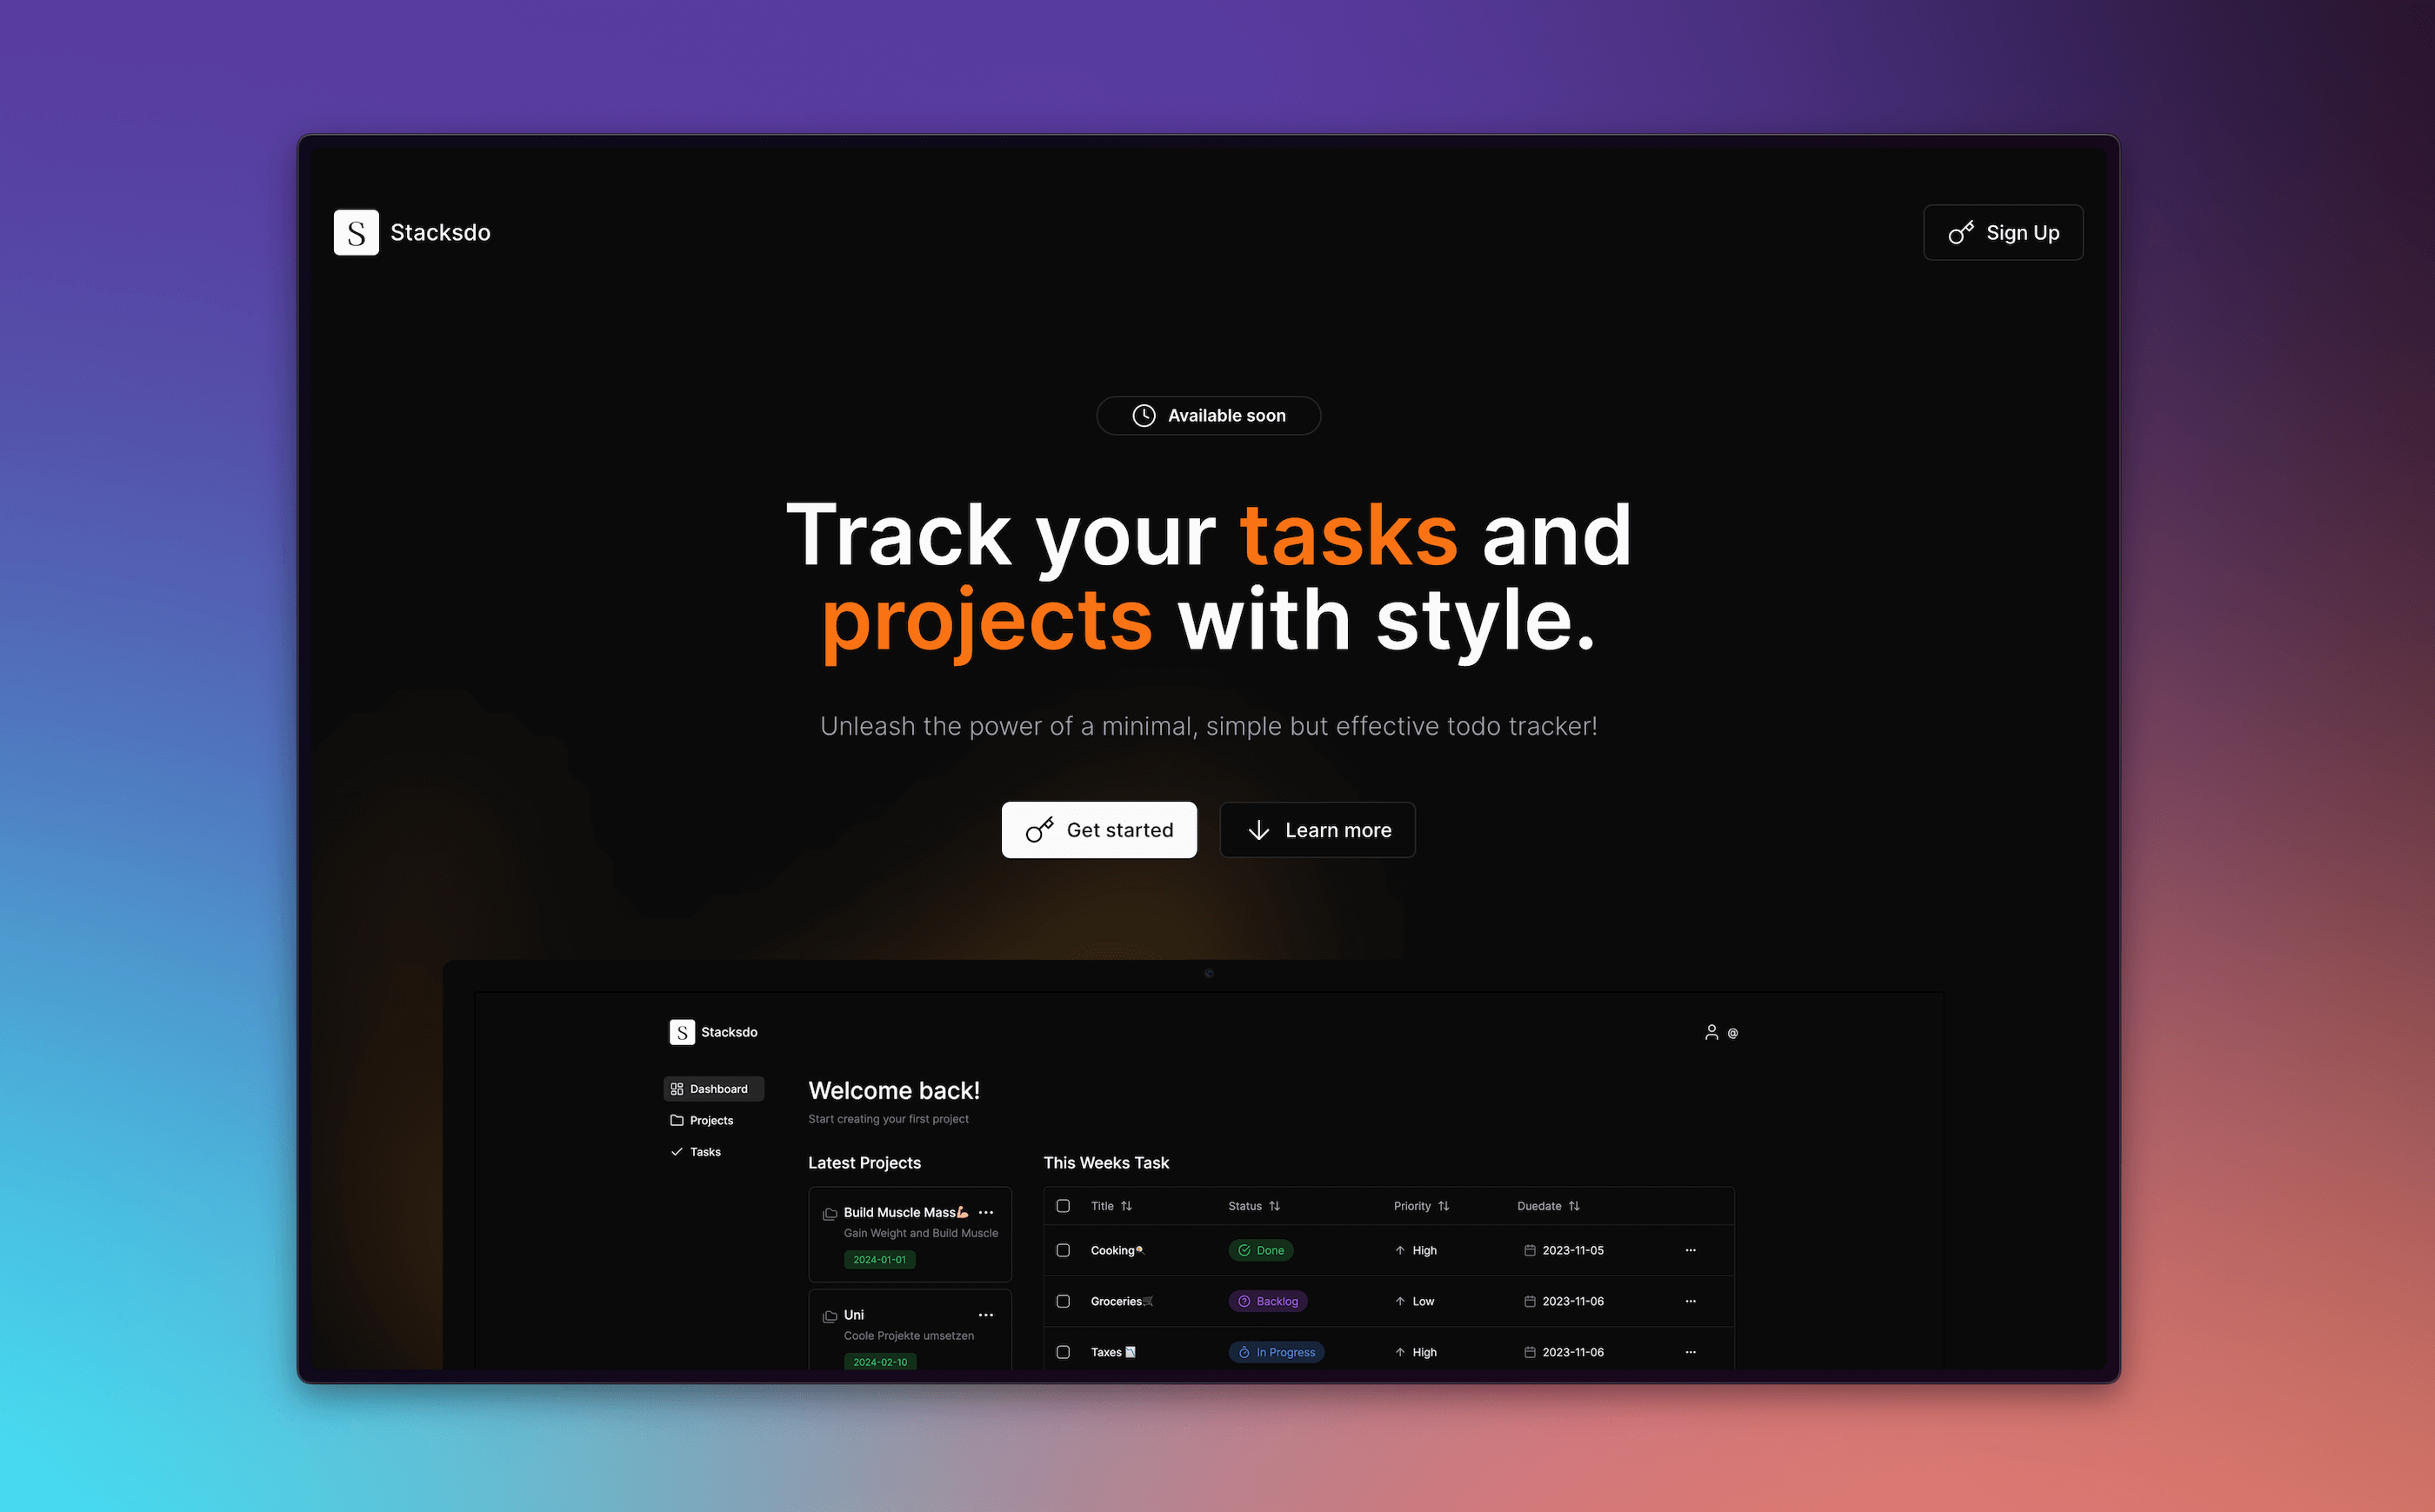 S Stacksdo
Sign Up
Available soon
Track your tasks and
projects with style.
Unleash the power of a minimal, simple but effective todo tracker!
Get started
Learn more
S Stacksdo
@
Dashboard
Projects
Tasks
Welcome back!
Start creating your first project
Latest Projects
Build Muscle Mass💪🏼
Gain Weight and Build Muscle
2024-01-01
Uni
Coole Projekte umsetzen
2024-02-10
This Weeks Task
Title Status Priority Duedate
Cooking🍳 Done High 2023-11-05
Groceries🛒 Backlog Low 2023-11-06
Taxes 📉 In Progress High 2023-11-06